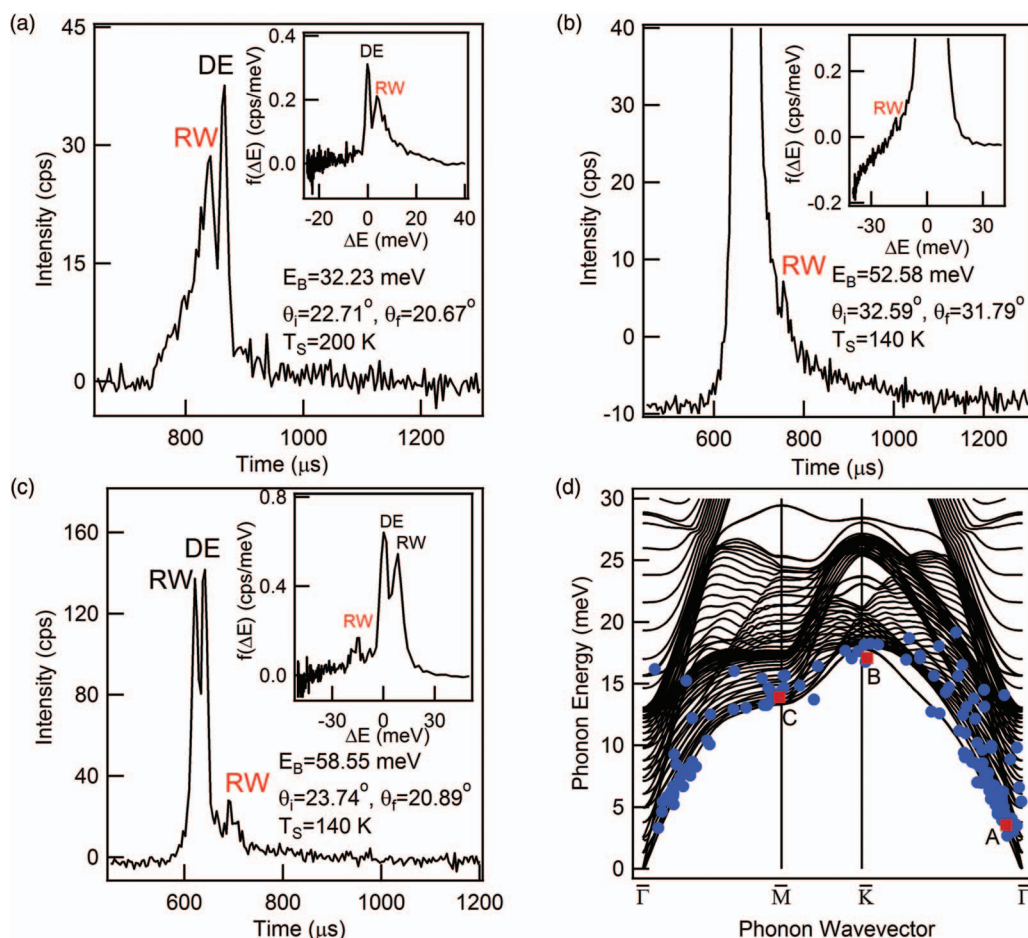 (a)
45
30
15
0
Intensity (cps)
RW
DE
800
1000
1200
Time (μs)
0.4
0.2
0.0
f(ΔE) (cps/meV)
DE
RW
-20
0
20
40
ΔE (meV)
E_B=32.23 meV
θ_i=22.71°, θ_f=20.67°
T_S=200 K
(b)
40
30
20
10
0
-10
Intensity (cps)
RW
600
800
1000
1200
Time (μs)
0.2
0.0
-0.2
f(ΔE) (cps/meV)
RW
-30
0
30
ΔE (meV)
E_B=52.58 meV
θ_i=32.59°, θ_f=31.79°
T_S=140 K
(c)
160
120
80
40
0
Intensity (cps)
DE
RW
RW
600
800
1000
1200
Time (μs)
0.8
0.4
0.0
f(ΔE) (cps/meV)
DE
RW
RW
-30
0
30
ΔE (meV)
E_B=58.55 meV
θ_i=23.74°, θ_f=20.89°
T_S=140 K
(d)
30
25
20
15
10
5
0
Phonon Energy (meV)
C
B
A
Γ̅
M̅
K̅
Γ̅
Phonon Wavevector